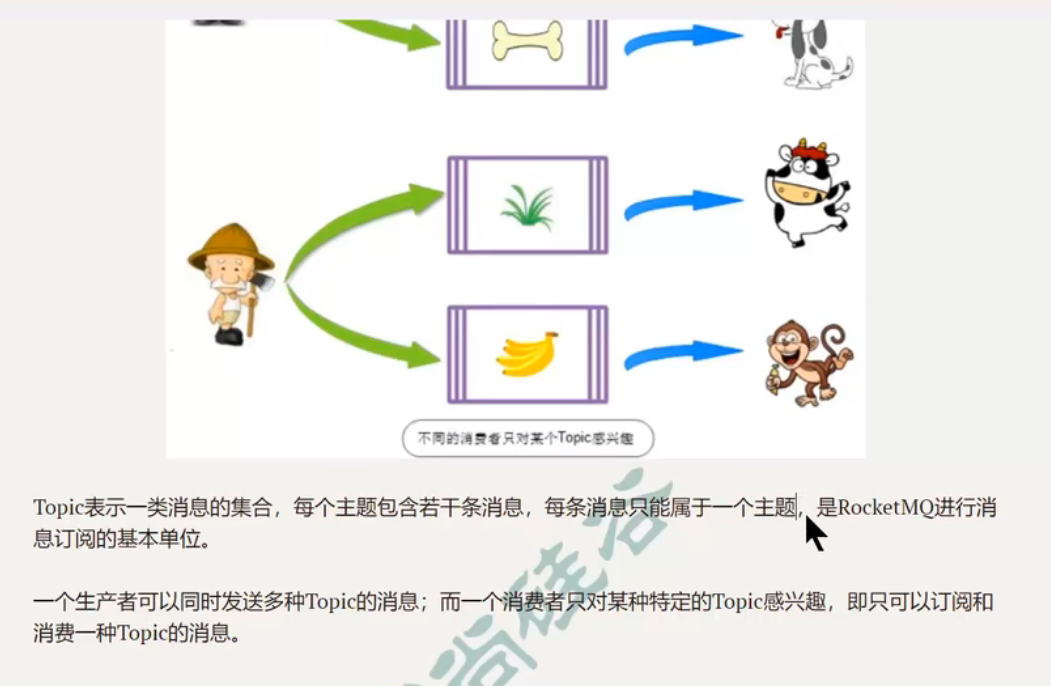 不同的消费者只对某个Topic感兴趣
Topic表示一类消息的集合，每个主题包含若干条消息，每条消息只能属于一个主题，是RocketMQ进行消
息订阅的基本单位。
一个生产者可以同时发送多种Topic的消息；而一个消费者只对某种特定的Topic感兴趣，即只可以订阅和
消费一种Topic的消息。
尚硅谷